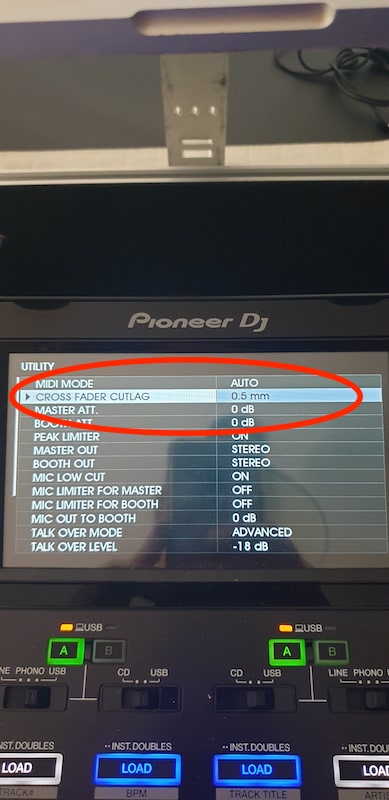 Pioneer Dj
UTILITY
MIDI MODE AUTO
CROSS FADER CUTLAG 0.5 mm
MASTER ATT. 0 dB
BOOTH ATT. 0 dB
PEAK LIMITER ON
MASTER OUT STEREO
BOOTH OUT STEREO
MIC LOW CUT ON
MIC LIMITER FOR MASTER OFF
MIC LIMITER FOR BOOTH OFF
MIC OUT TO BOOTH 0 dB
TALK OVER MODE ADVANCED
TALK OVER LEVEL -18 dB
USB USB
A B A B
PHONO USB CD USB CD USB LINE PHONO
INST.DOUBLES INST.DOUBLES INST.DOUBLES INST.
LOAD LOAD LOAD LOAD
TRACK# BPM TRACK TITLE